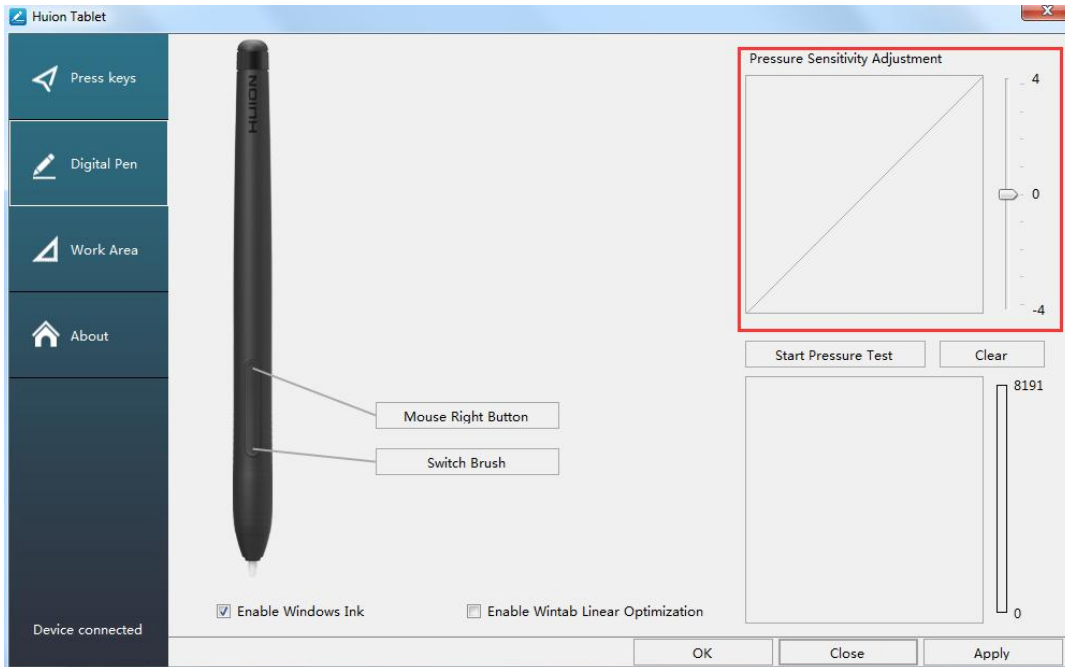 Huion Tablet
Press keys
Digital Pen
Work Area
About
Device connected
HUION
Mouse Right Button
Switch Brush
Enable Windows Ink
Enable Wintab Linear Optimization
Pressure Sensitivity Adjustment
4
0
-4
Start Pressure Test
Clear
8191
0
OK
Close
Apply